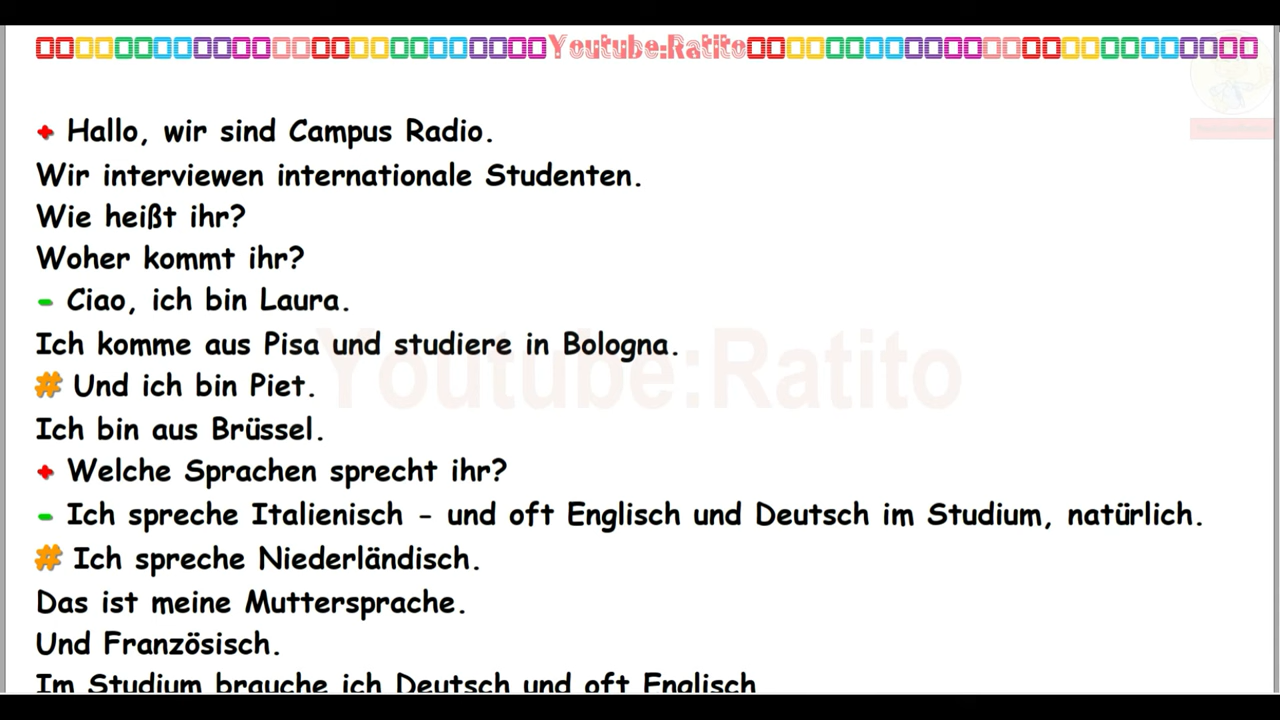 Youtube:Ratito
+ Hallo, wir sind Campus Radio.
Wir interviewen internationale Studenten.
Wie heißt ihr?
Woher kommt ihr?
- Ciao, ich bin Laura.
Ich komme aus Pisa und studiere in Bologna.
Youtube:Ratito
# Und ich bin Piet.
Ich bin aus Brüssel.
+ Welche Sprachen sprecht ihr?
- Ich spreche Italienisch - und oft Englisch und Deutsch im Studium, natürlich.
# Ich spreche Niederländisch.
Das ist meine Muttersprache.
Und Französisch.
Im Studium brauche ich Deutsch und oft Englisch